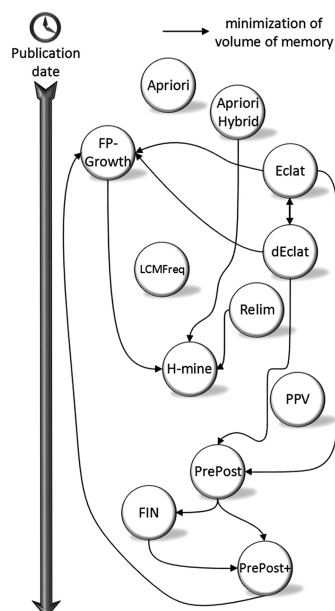 Publication
date
minimization of
volume of memory
Apriori
Apriori
Hybrid
FP-
Growth
Eclat
dEclat
LCMFreq
Relim
H-mine
PPV
PrePost
FIN
PrePost+